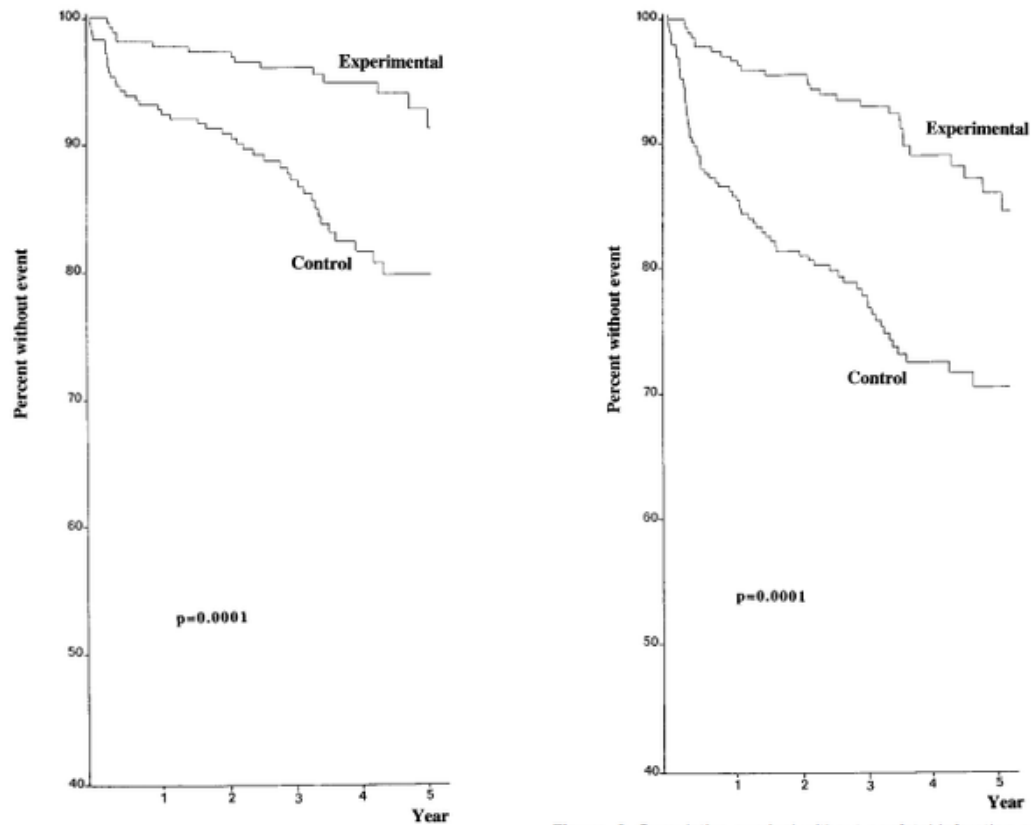 100
90
80
70
60
50
40
Percent without event
Experimental
Control
p=0.0001
1 2 3 4 5
Year
100
90
80
70
60
50
40
Percent without event
Experimental
Control
p=0.0001
1 2 3 4 5
Year